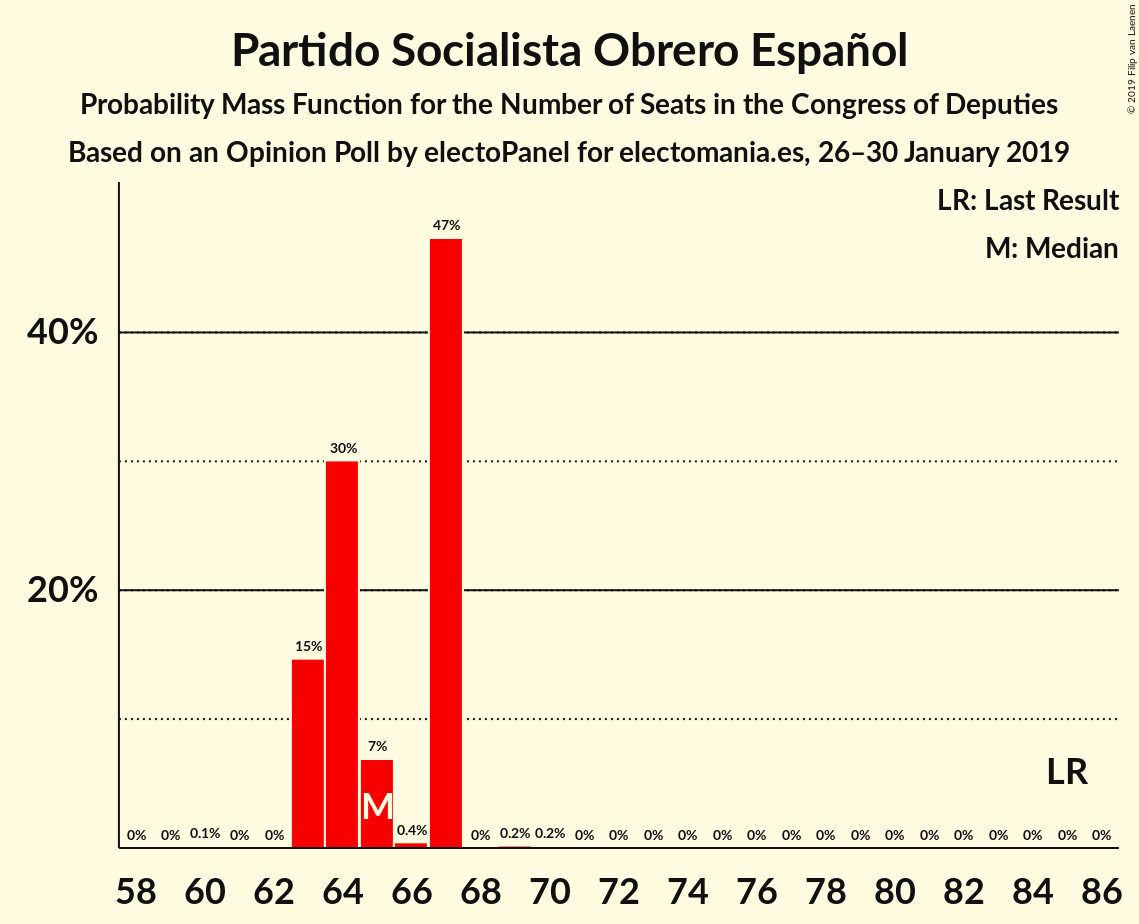 Partido Socialista Obrero Español
Probability Mass Function for the Number of Seats in the Congress of Deputies
Based on an Opinion Poll by electoPanel for electomania.es, 26–30 January 2019
© 2019 Filip van Laenen
LR: Last Result
M: Median
47%
40%
30%
20%
15%
7%
LR
M
0% 0% 0.1% 0% 0% 0.4% 0% 0.2% 0.2% 0% 0% 0% 0% 0% 0% 0% 0% 0% 0% 0% 0% 0% 0% 0% 0%
58 60 62 64 66 68 70 72 74 76 78 80 82 84 86